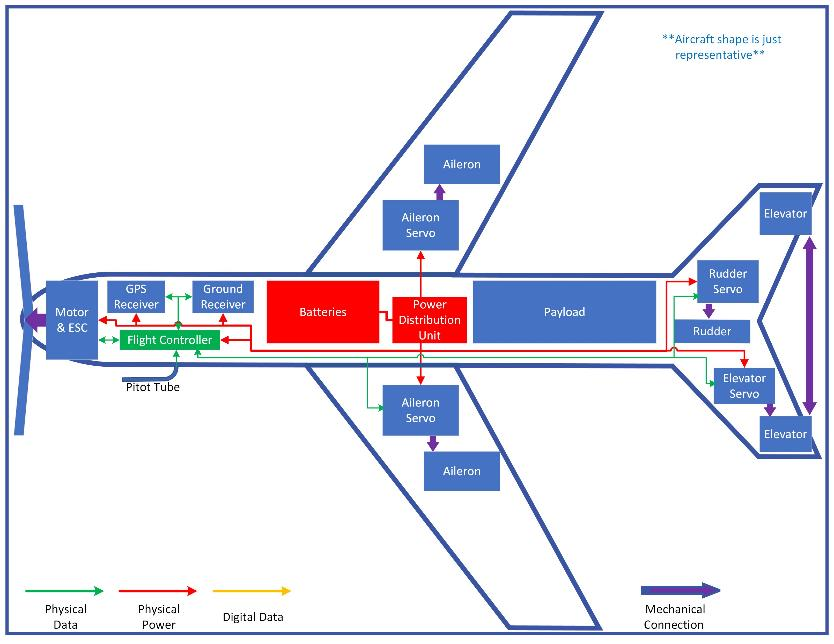 **Aircraft shape is just
representative**
Aileron
Aileron
Servo
Elevator
GPS
Receiver
Ground
Receiver
Motor
& ESC
Flight Controller
Pitot Tube
Batteries
Power
Distribution
Unit
Payload
Rudder
Servo
Rudder
Elevator
Servo
Elevator
Aileron
Servo
Aileron
Physical
Data
Physical
Power
Digital Data
Mechanical
Connection